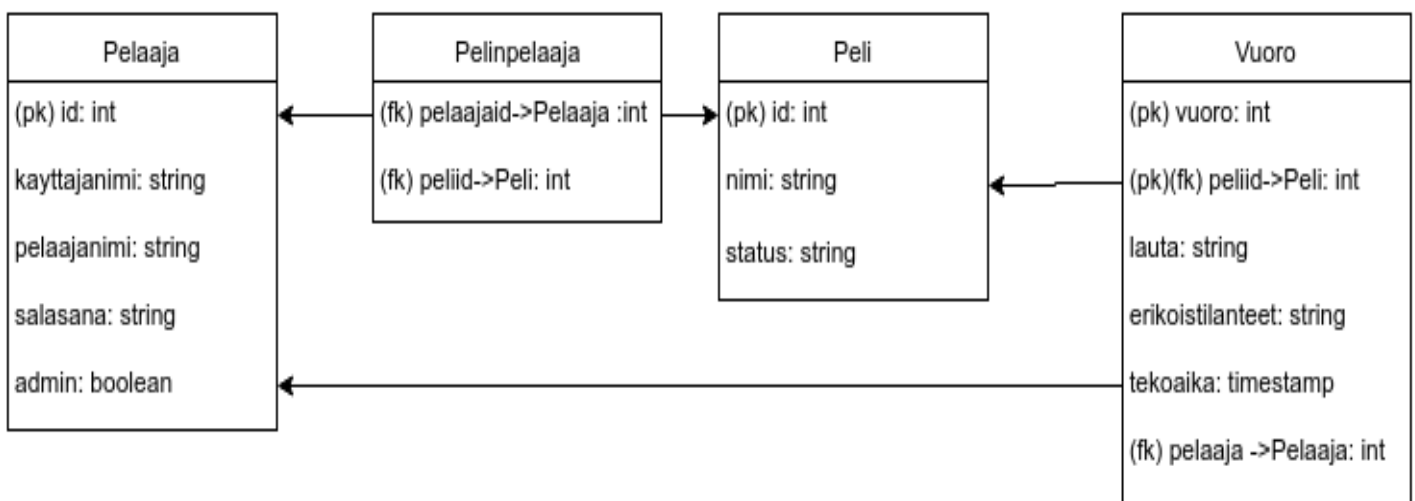 Pelaaja
(pk) id: int
kayttajanimi: string
pelaajanimi: string
salasana: string
admin: boolean
Pelinpelaaja
(fk) pelaajaid->Pelaaja :int
(fk) peliid->Peli: int
Peli
(pk) id: int
nimi: string
status: string
Vuoro
(pk) vuoro: int
(pk)(fk) peliid->Peli: int
lauta: string
erikoistilanteet: string
tekoaika: timestamp
(fk) pelaaja ->Pelaaja: int